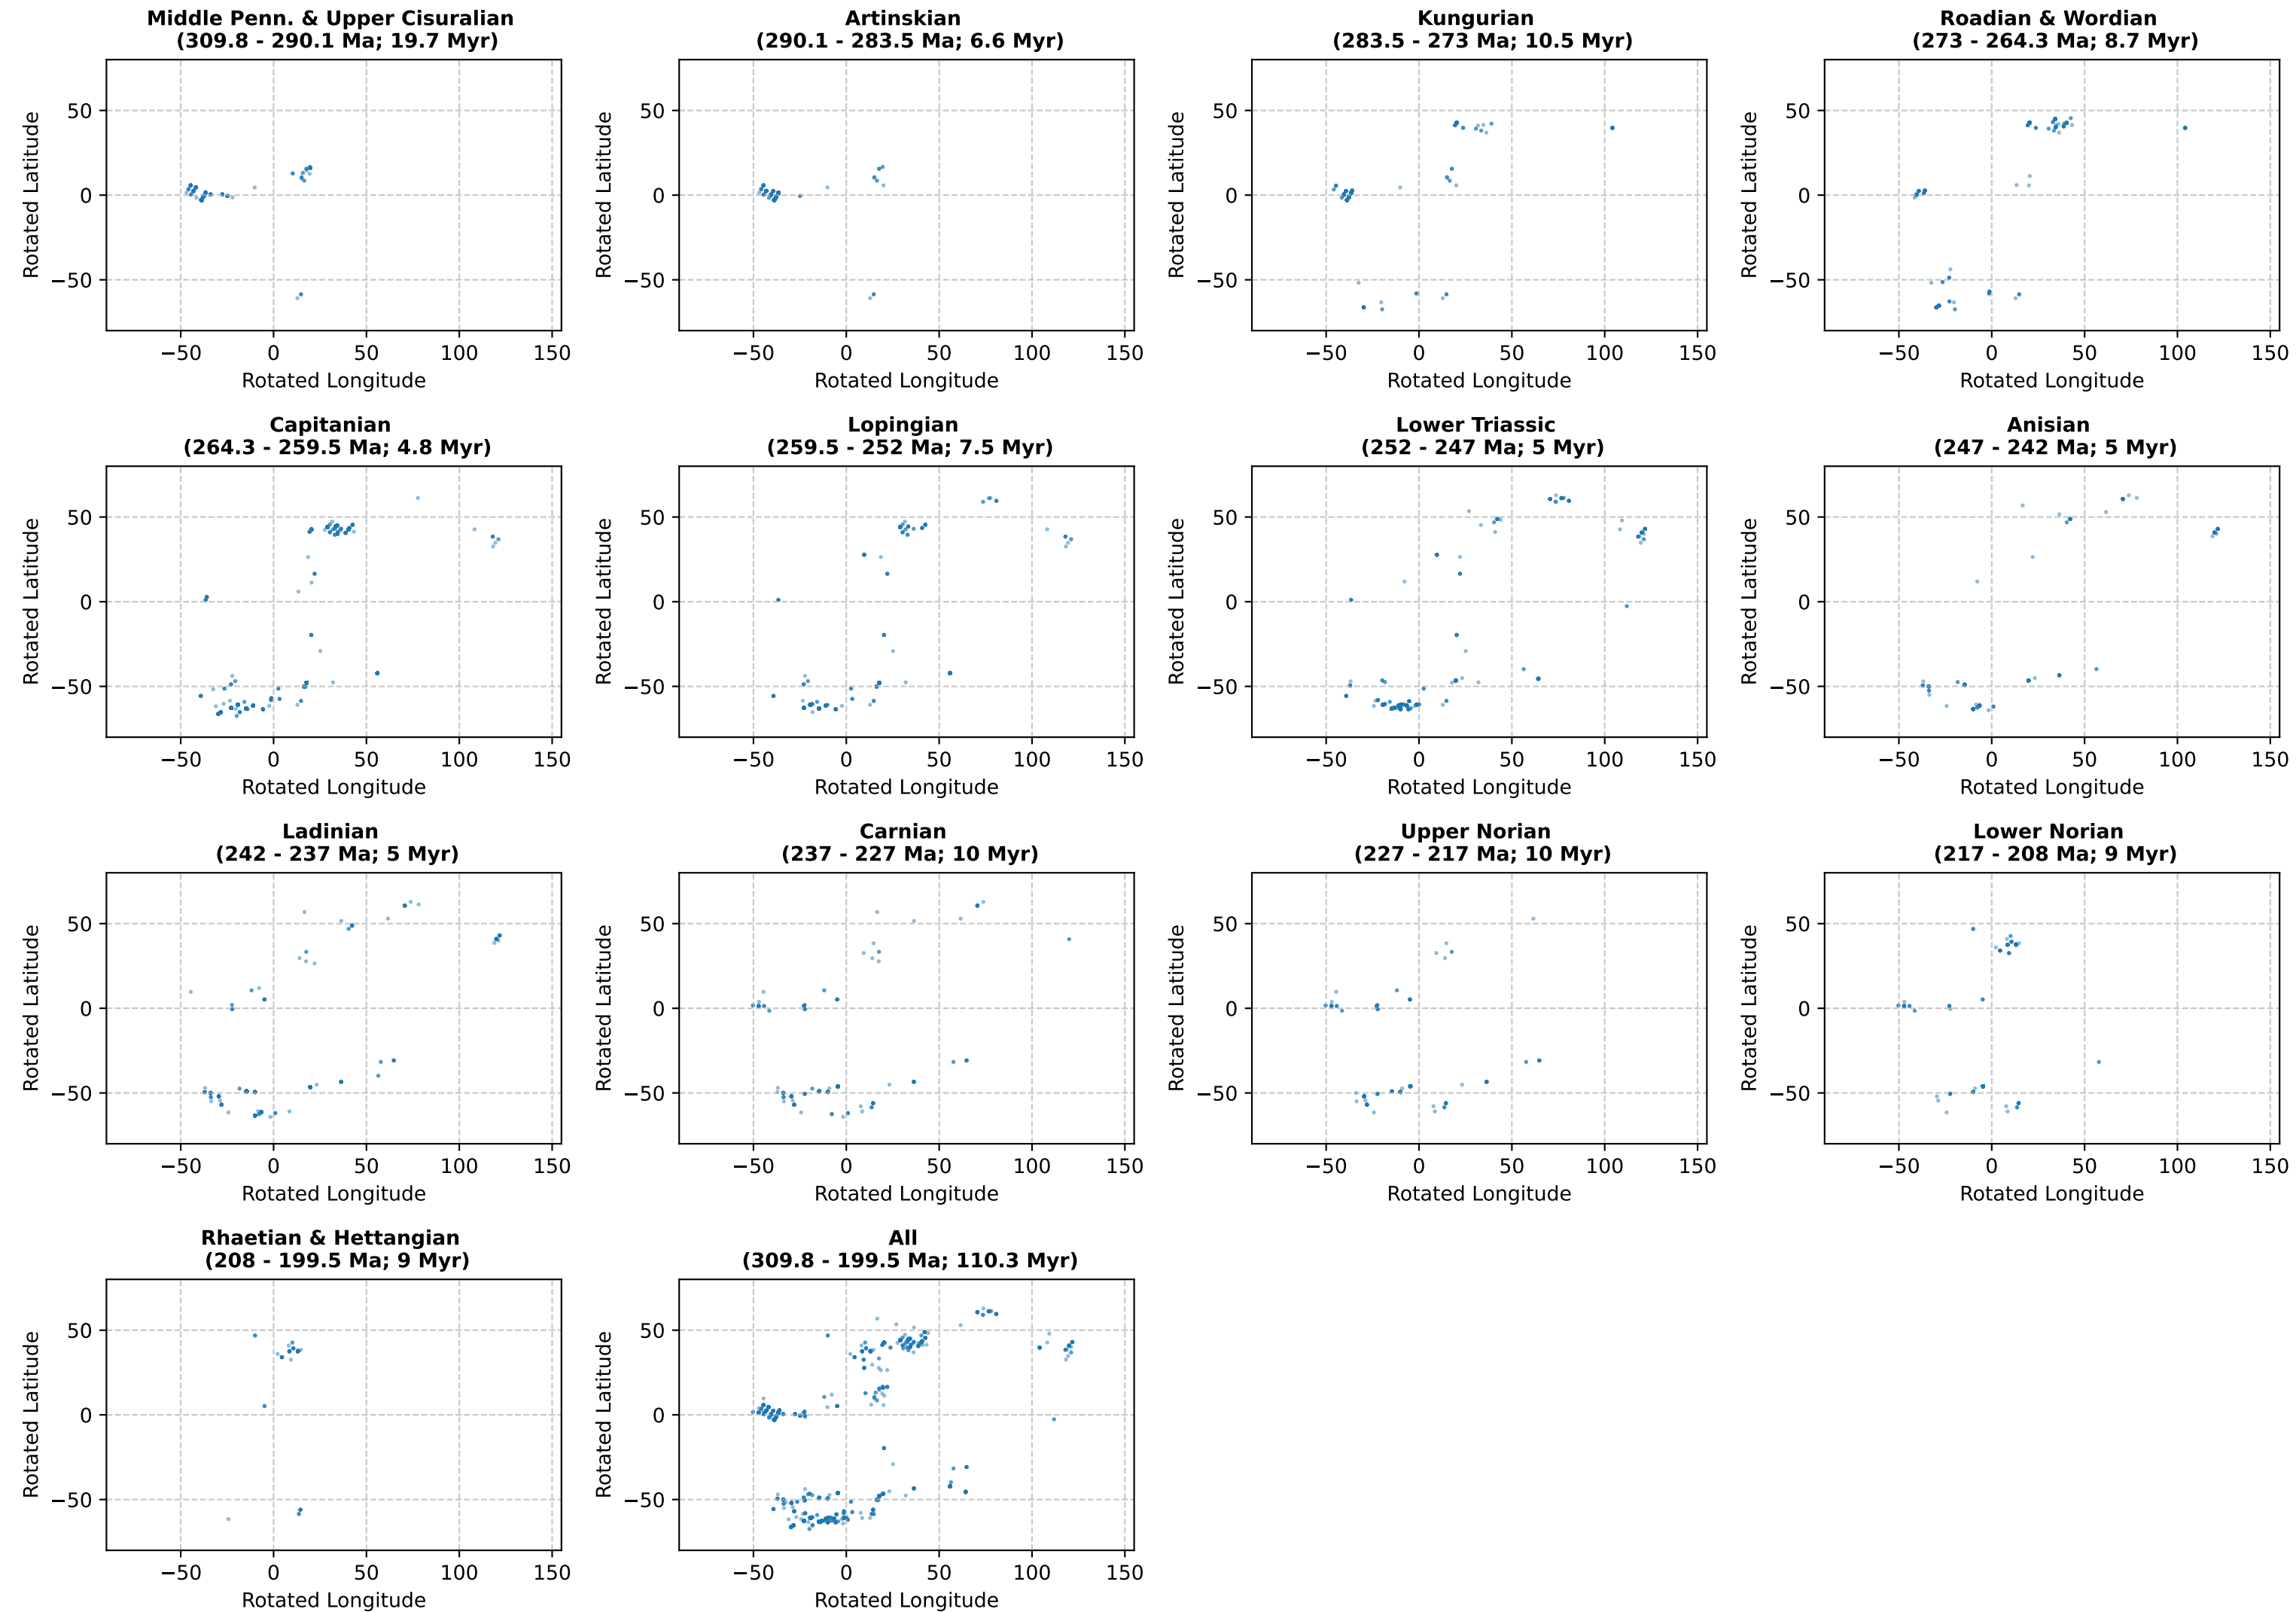 Middle Penn. & Upper Cisuralian
(309.8 - 290.1 Ma; 19.7 Myr)
Rotated Latitude
50
0
−50
−50 0 50 100 150
Rotated Longitude
Artinskian
(290.1 - 283.5 Ma; 6.6 Myr)
Rotated Latitude
50
0
−50
−50 0 50 100 150
Rotated Longitude
Kungurian
(283.5 - 273 Ma; 10.5 Myr)
Rotated Latitude
50
0
−50
−50 0 50 100 150
Rotated Longitude
Roadian & Wordian
(273 - 264.3 Ma; 8.7 Myr)
Rotated Latitude
50
0
−50
−50 0 50 100 150
Rotated Longitude
Capitanian
(264.3 - 259.5 Ma; 4.8 Myr)
Rotated Latitude
50
0
−50
−50 0 50 100 150
Rotated Longitude
Lopingian
(259.5 - 252 Ma; 7.5 Myr)
Rotated Latitude
50
0
−50
−50 0 50 100 150
Rotated Longitude
Lower Triassic
(252 - 247 Ma; 5 Myr)
Rotated Latitude
50
0
−50
−50 0 50 100 150
Rotated Longitude
Anisian
(247 - 242 Ma; 5 Myr)
Rotated Latitude
50
0
−50
−50 0 50 100 150
Rotated Longitude
Ladinian
(242 - 237 Ma; 5 Myr)
Rotated Latitude
50
0
−50
−50 0 50 100 150
Rotated Longitude
Carnian
(237 - 227 Ma; 10 Myr)
Rotated Latitude
50
0
−50
−50 0 50 100 150
Rotated Longitude
Upper Norian
(227 - 217 Ma; 10 Myr)
Rotated Latitude
50
0
−50
−50 0 50 100 150
Rotated Longitude
Lower Norian
(217 - 208 Ma; 9 Myr)
Rotated Latitude
50
0
−50
−50 0 50 100 150
Rotated Longitude
Rhaetian & Hettangian
(208 - 199.5 Ma; 9 Myr)
Rotated Latitude
50
0
−50
−50 0 50 100 150
Rotated Longitude
All
(309.8 - 199.5 Ma; 110.3 Myr)
Rotated Latitude
50
0
−50
−50 0 50 100 150
Rotated Longitude